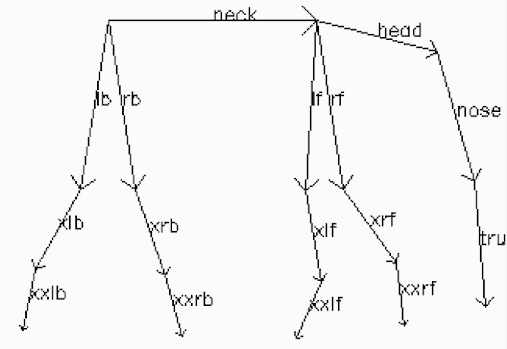 neck
head
lb rb
lf rf
nose
xlb
xrb
xlf
xrf
tru
xxlb
xxrb
xxlf
xxrf